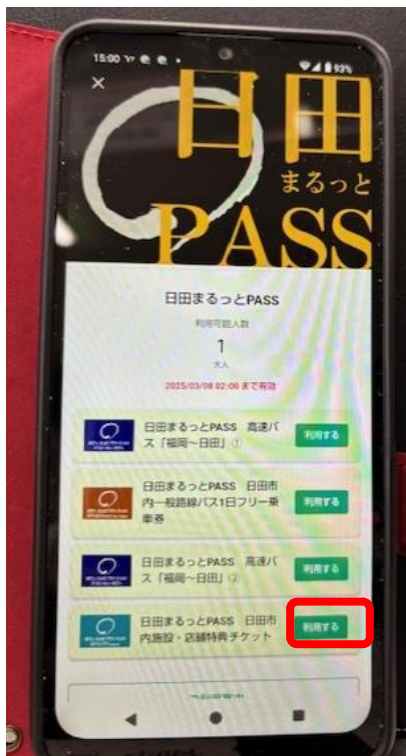 15:00
93%
日田
まるっと
PASS
日田まるっとPASS
利用可能人数
1
大人
2025/03/08 02:00 まで有効
日田まるっとPASS 高速バ
ス「福岡~日田」①
利用する
日田まるっとPASS 日田市
内一般路線バス1日フリー乗
車券
利用する
日田まるっとPASS 高速バ
ス「福岡~日田」②
利用する
日田まるっとPASS 日田市
内施設・店舗特典チケット
利用する